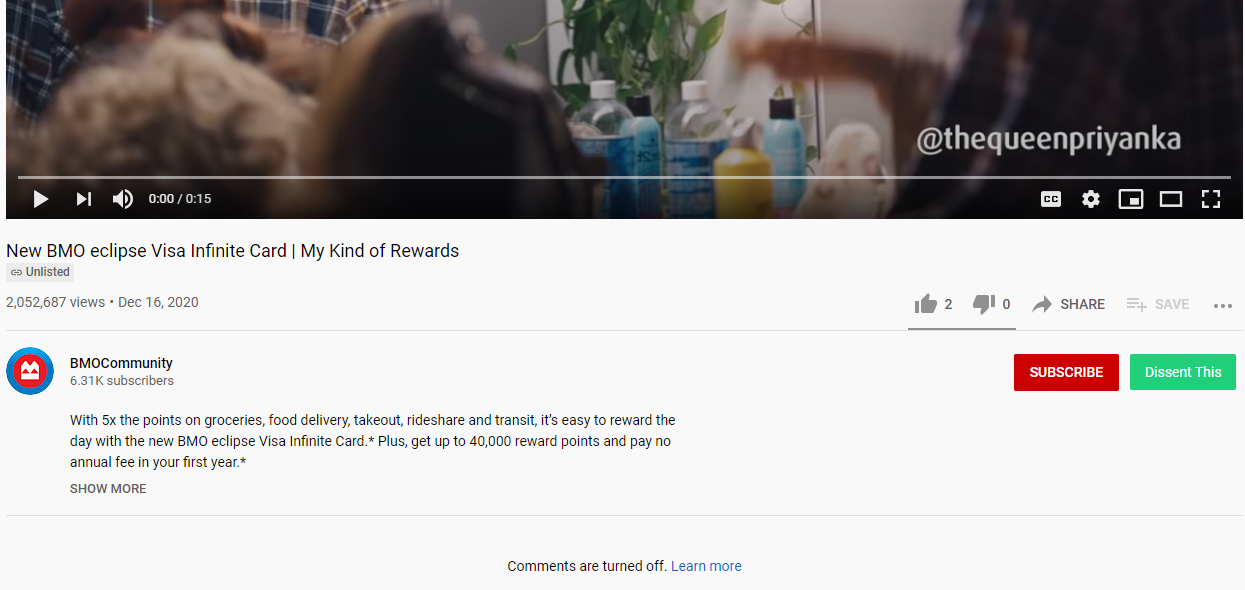 @thequeenpriyanka
0:00 / 0:15
CC
New BMO eclipse Visa Infinite Card | My Kind of Rewards
Unlisted
2,052,687 views • Dec 16, 2020
2 0 SHARE SAVE
BMOCommunity
6.31K subscribers
SUBSCRIBE Dissent This
With 5x the points on groceries, food delivery, takeout, rideshare and transit, it’s easy to reward the
day with the new BMO eclipse Visa Infinite Card.* Plus, get up to 40,000 reward points and pay no
annual fee in your first year.*
SHOW MORE
Comments are turned off. Learn more